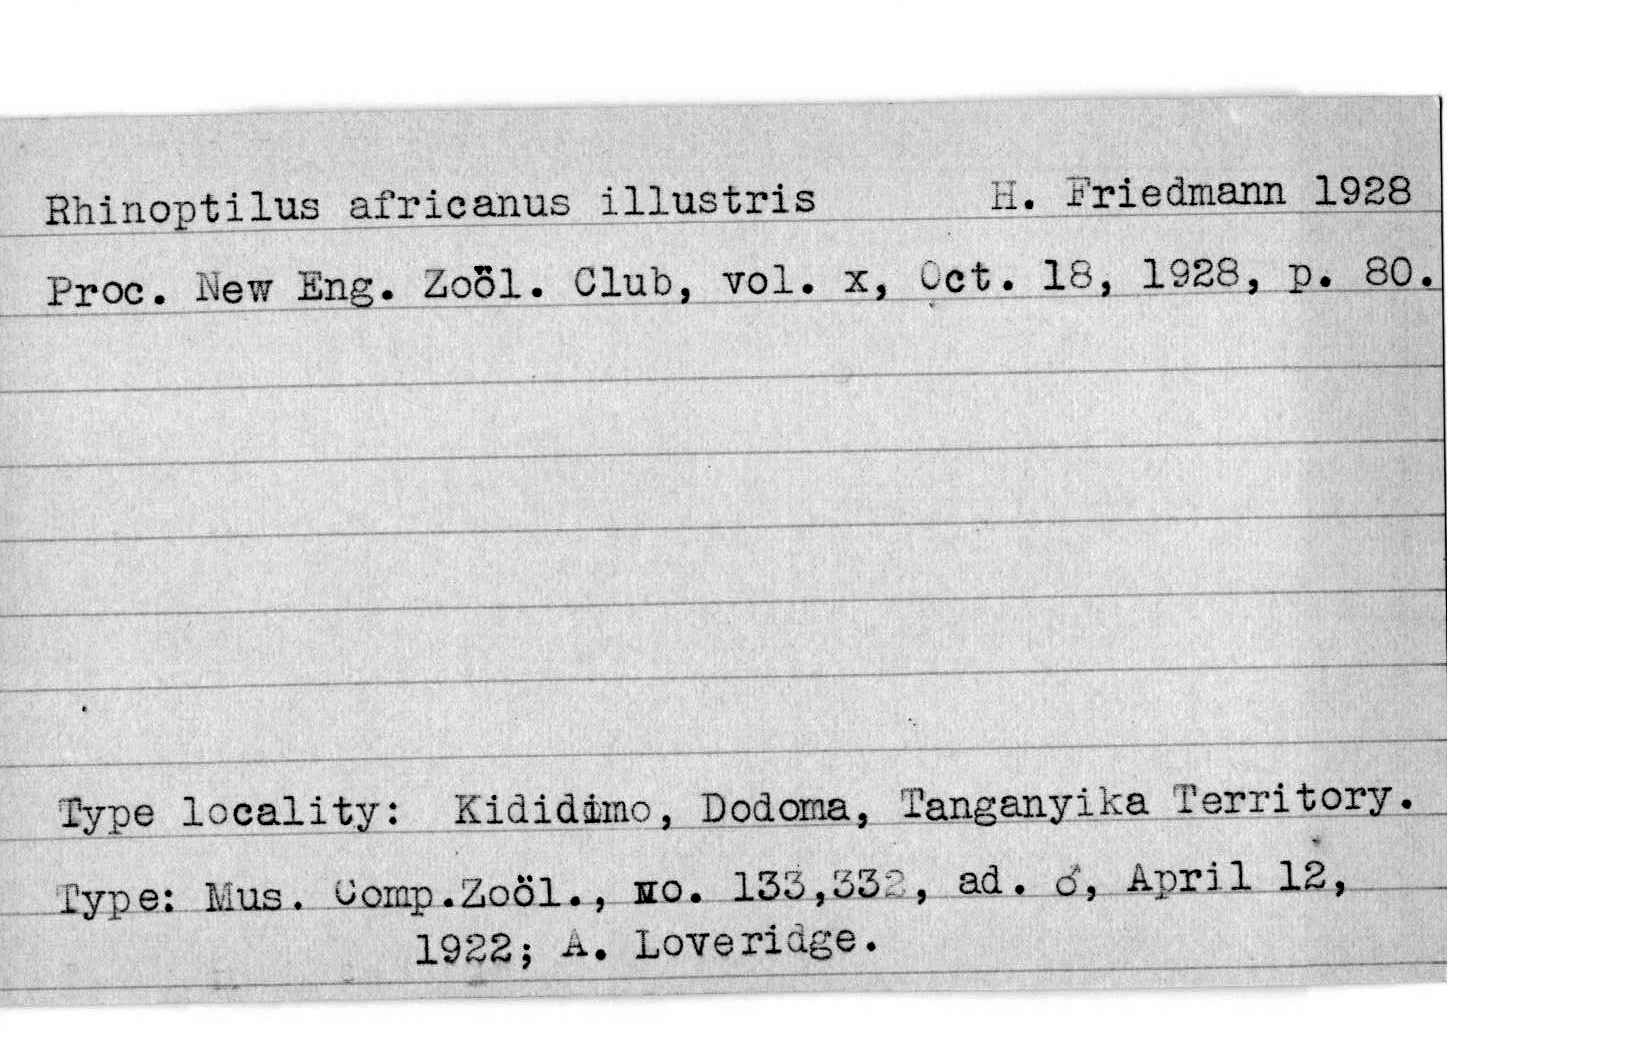 Rhinoptilus africanus illustris H. Friedmann 1928
Proc. New Eng. Zoöl. Club, vol. x, Oct. 18, 1928, p. 80.
Type locality: Kididimo, Dodoma, Tanganyika Territory.
Type: Mus. Comp.Zoöl., No. 133,332, ad. ♂, April 12,
1922; A. Loveridge.